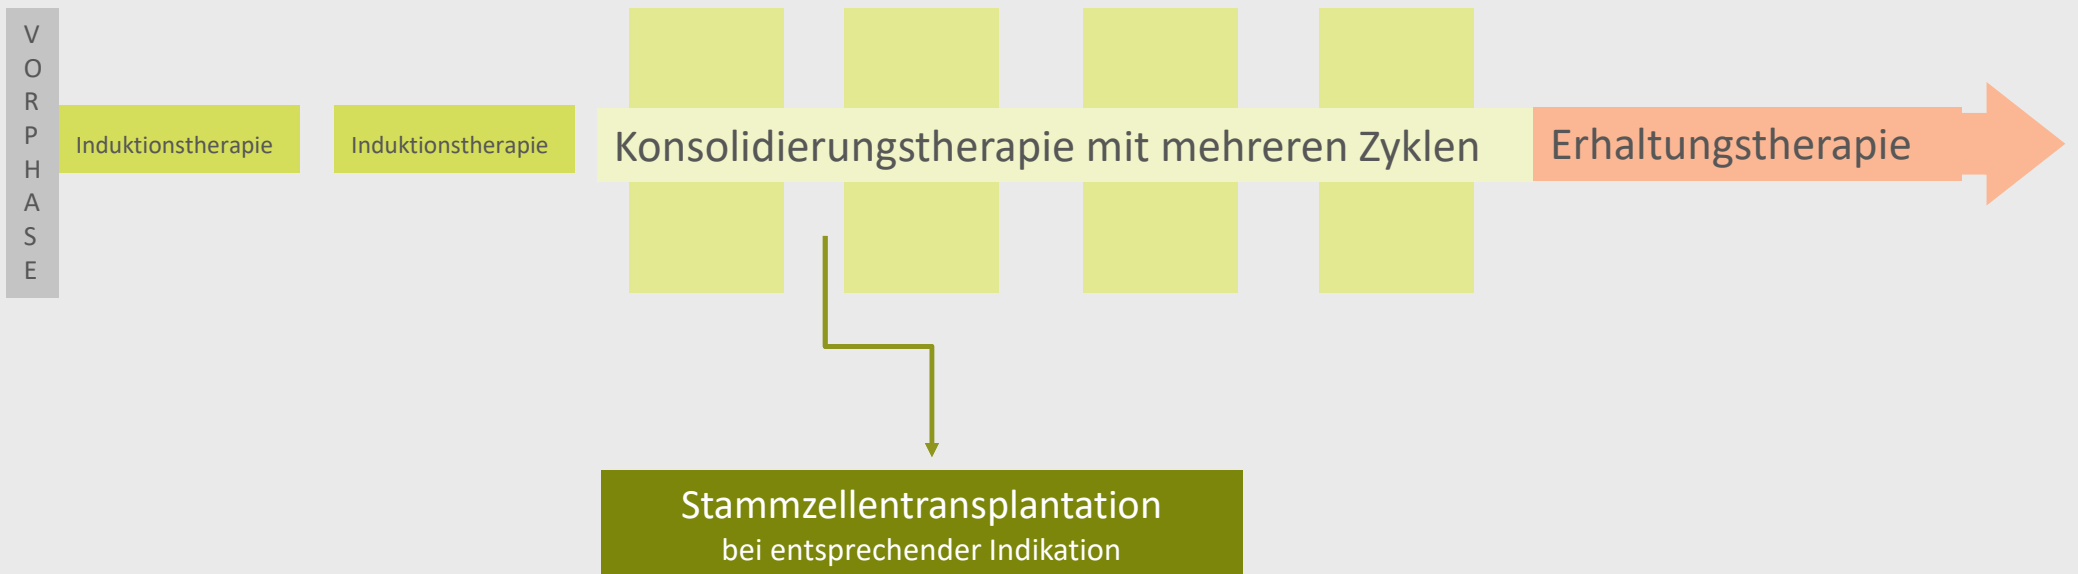 VORPHASE
Induktionstherapie
Induktionstherapie
Konsolidierungstherapie mit mehreren Zyklen
Erhaltungstherapie
Stammzellentransplantation
bei entsprechender Indikation